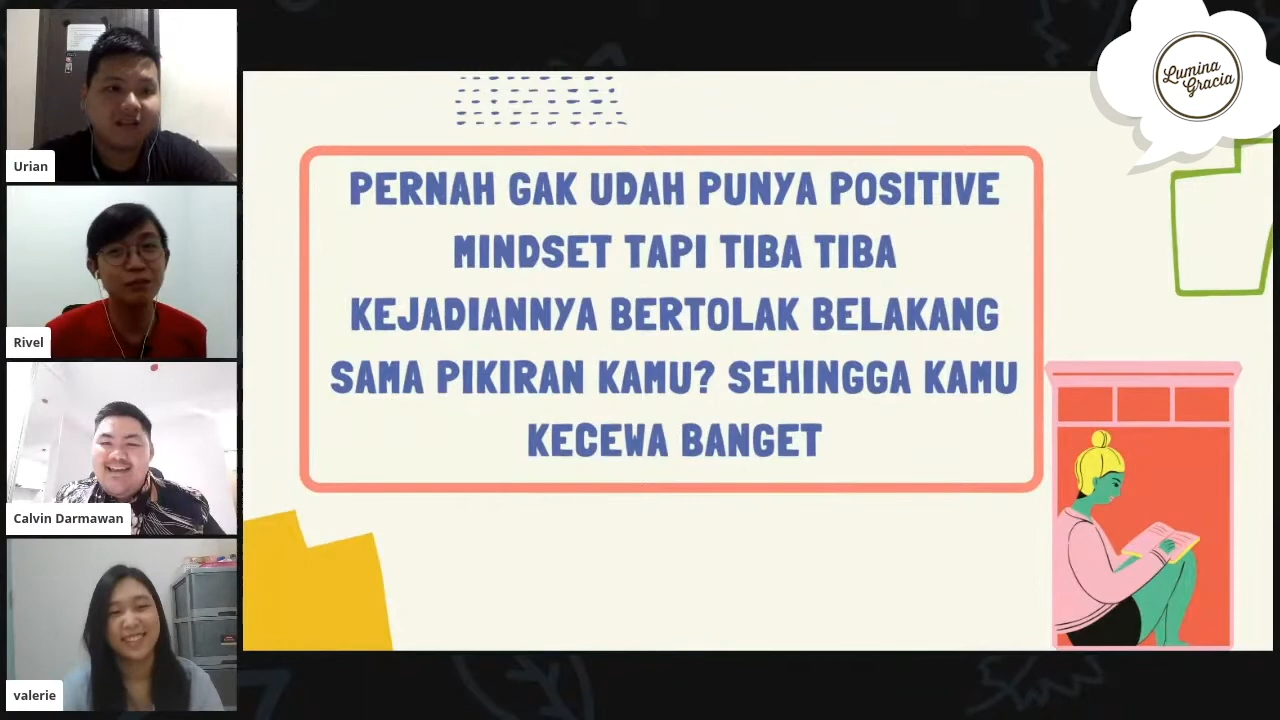 Urian
Rivel
Calvin Darmawan
valerie
PERNAH GAK UDAH PUNYA POSITIVE
MINDSET TAPI TIBA TIBA
KEJADIANNYA BERTOLAK BELAKANG
SAMA PIKIRAN KAMU? SEHINGGA KAMU
KECEWA BANGET
Lumina
Gracia